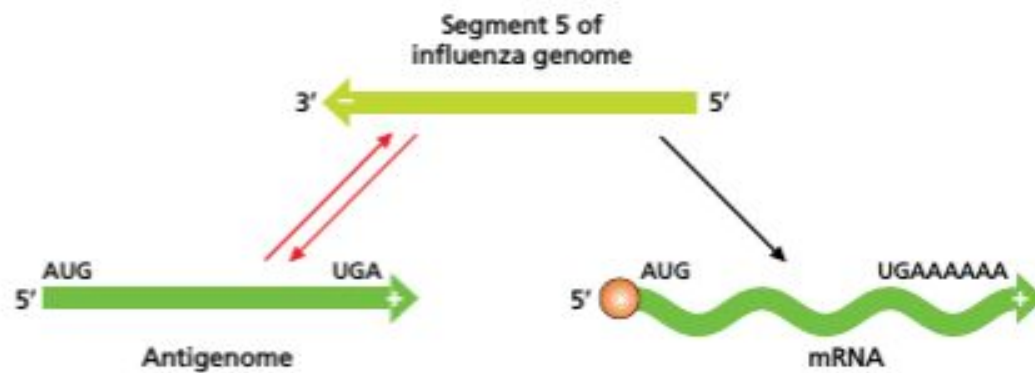 Segment 5 of
influenza genome
3′ − 5′
AUG UGA
5′ +
Antigenome
AUG UGAAAAAA
5′ +
mRNA